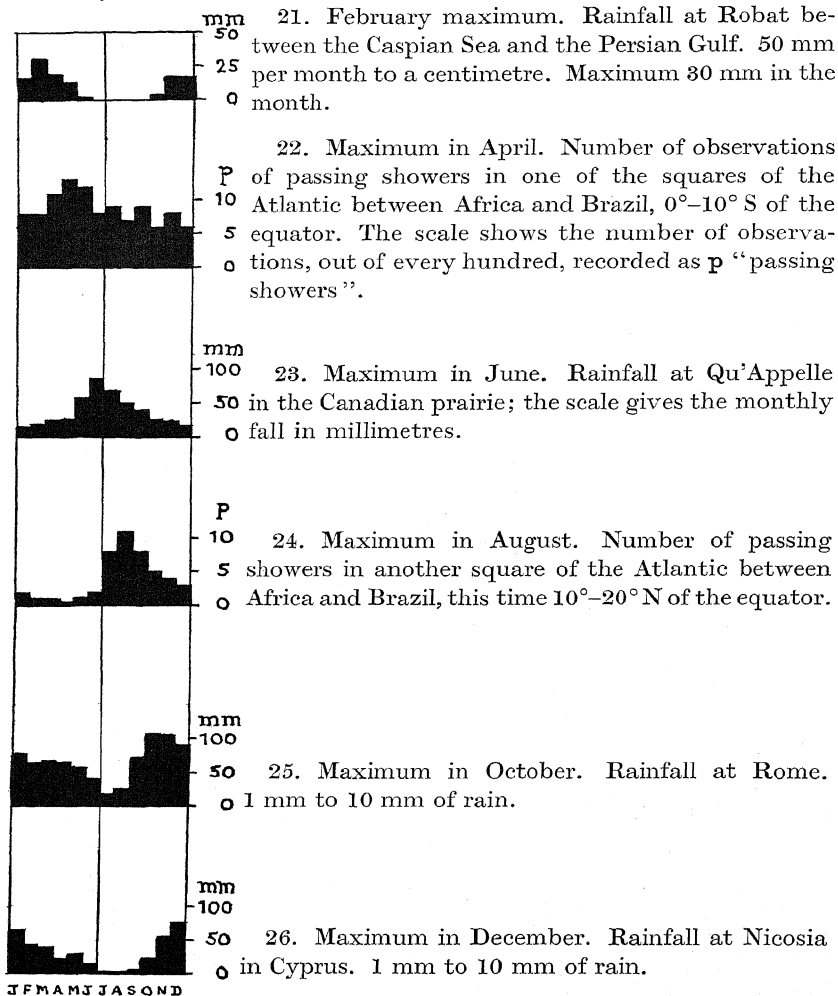 mm
50
25
0
21. February maximum. Rainfall at Robat be-
tween the Caspian Sea and the Persian Gulf. 50 mm
per month to a centimetre. Maximum 30 mm in the
month.
P
10
5
0
22. Maximum in April. Number of observations
of passing showers in one of the squares of the
Atlantic between Africa and Brazil, 0°–10° S of the
equator. The scale shows the number of observa-
tions, out of every hundred, recorded as p “passing
showers”.
mm
100
50
0
23. Maximum in June. Rainfall at Qu’Appelle
in the Canadian prairie; the scale gives the monthly
fall in millimetres.
P
10
5
0
24. Maximum in August. Number of passing
showers in another square of the Atlantic between
Africa and Brazil, this time 10°–20° N of the equator.
mm
100
50
0
25. Maximum in October. Rainfall at Rome.
1 mm to 10 mm of rain.
mm
100
50
0
26. Maximum in December. Rainfall at Nicosia
in Cyprus. 1 mm to 10 mm of rain.
J F M A M J J A S O N D